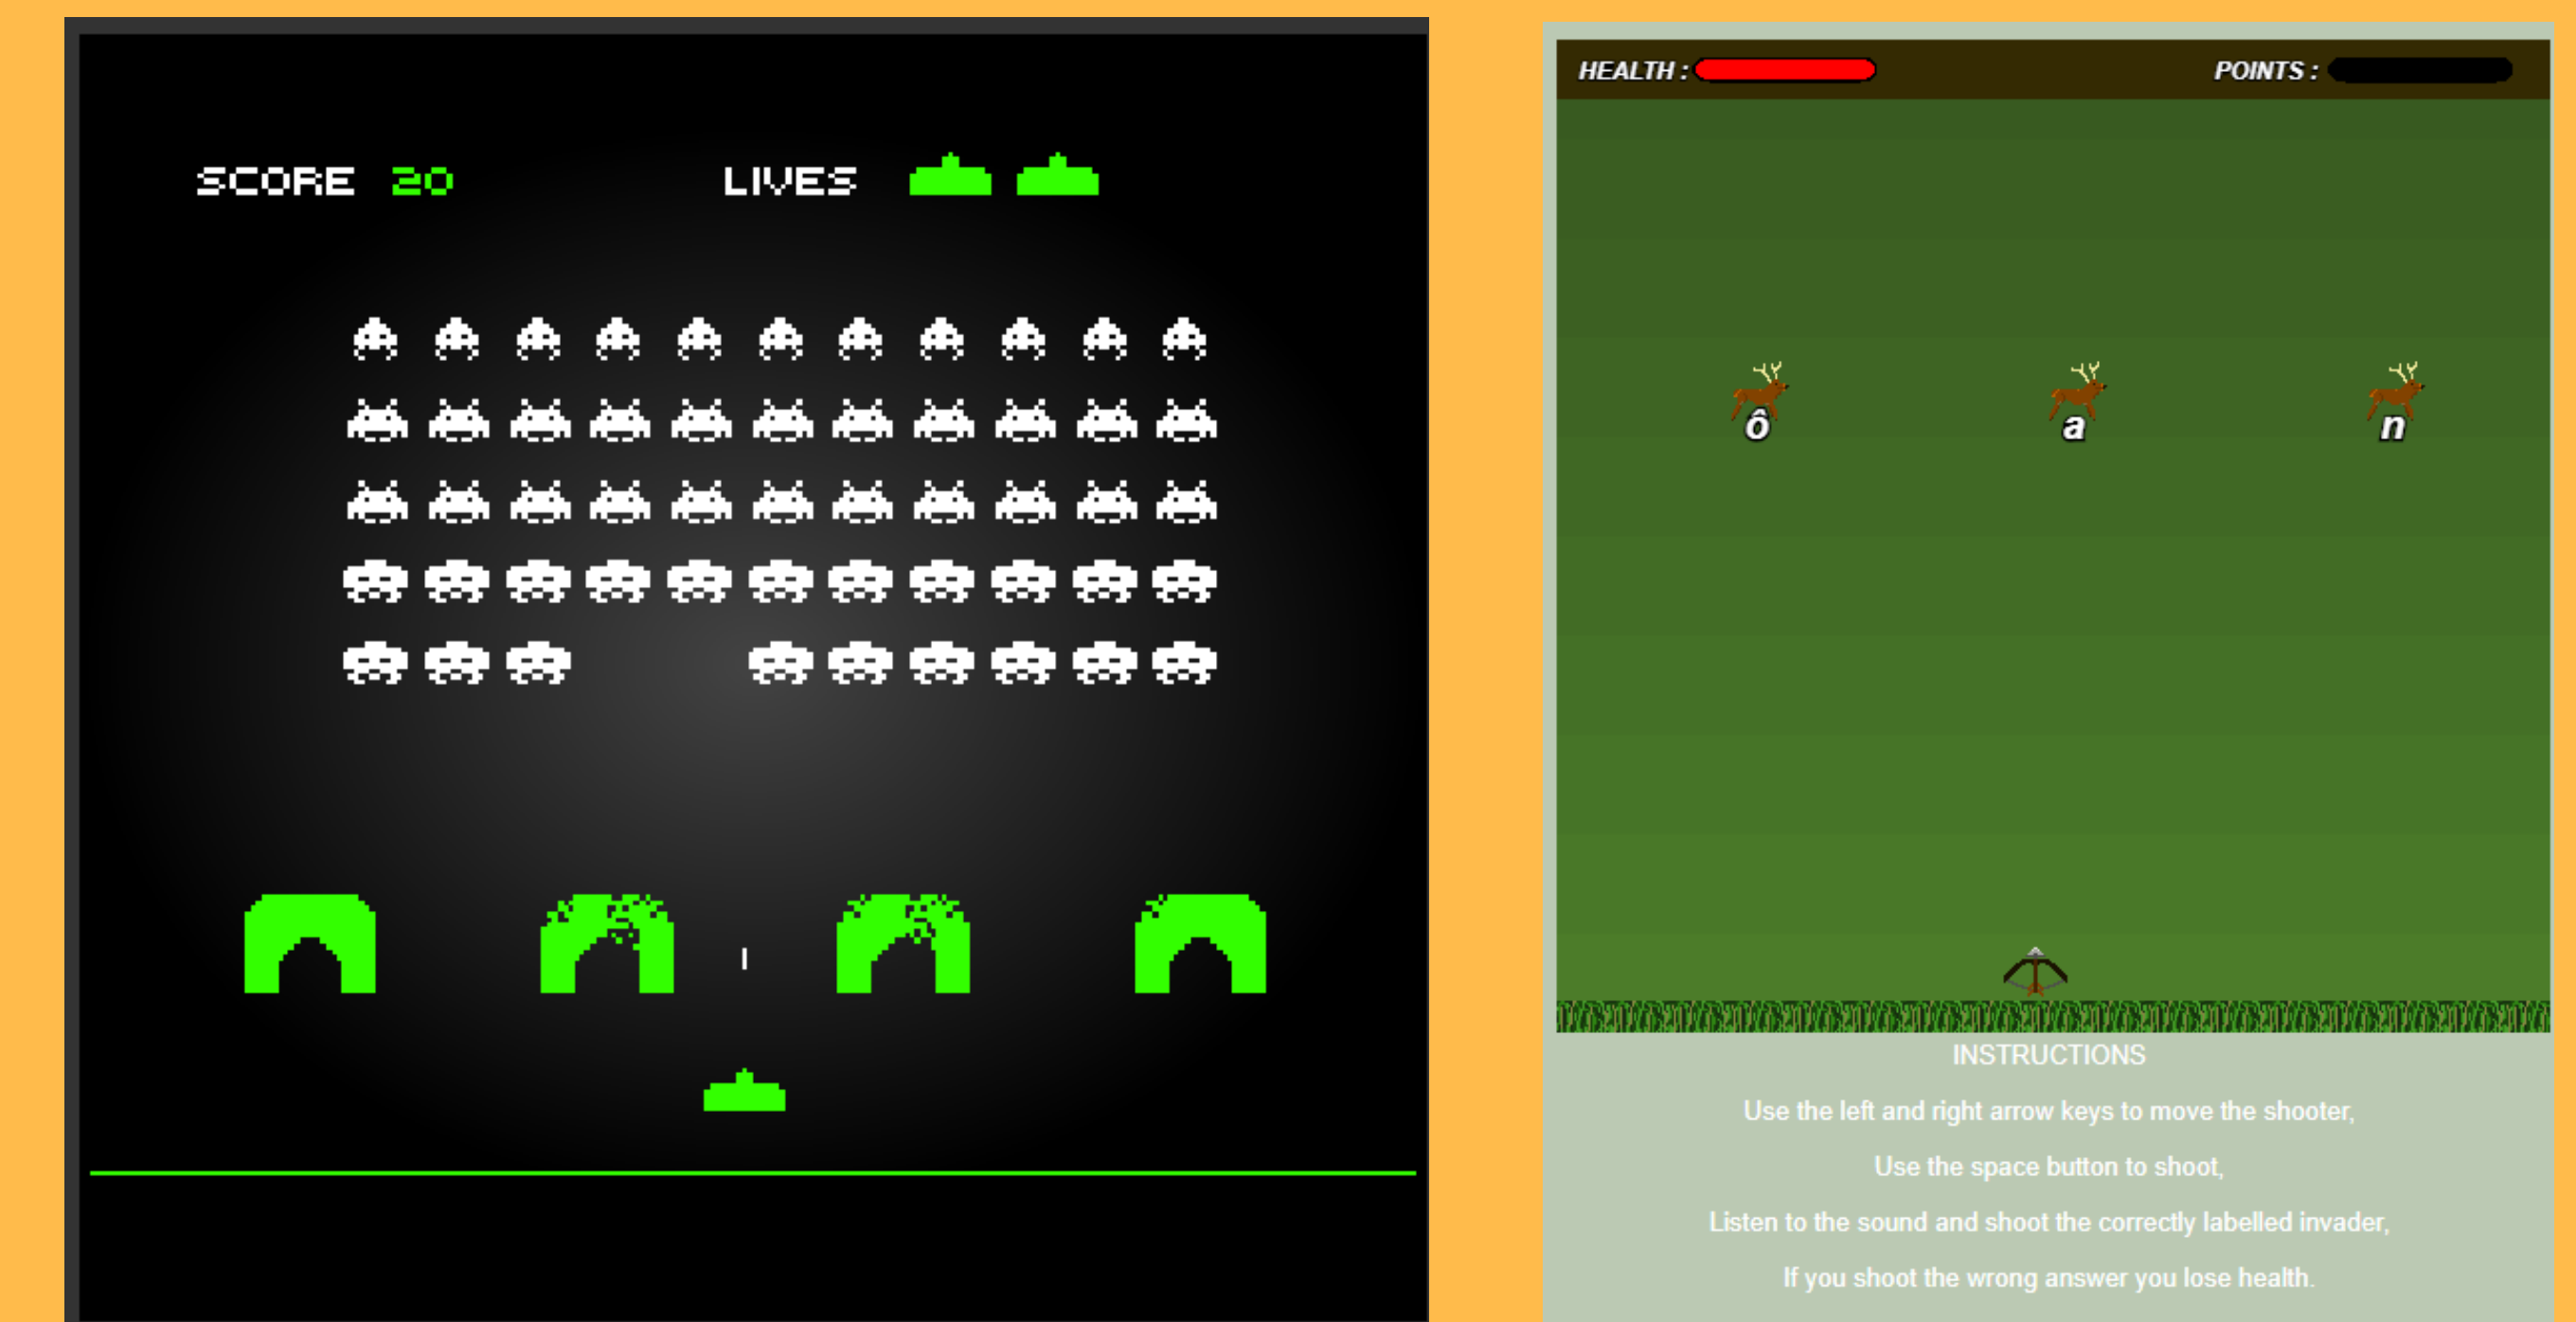 SCORE 20 LIVES
HEALTH : POINTS :
ô a n
INSTRUCTIONS
Use the left and right arrow keys to move the shooter,
Use the space button to shoot,
Listen to the sound and shoot the correctly labelled invader,
If you shoot the wrong answer you lose health.